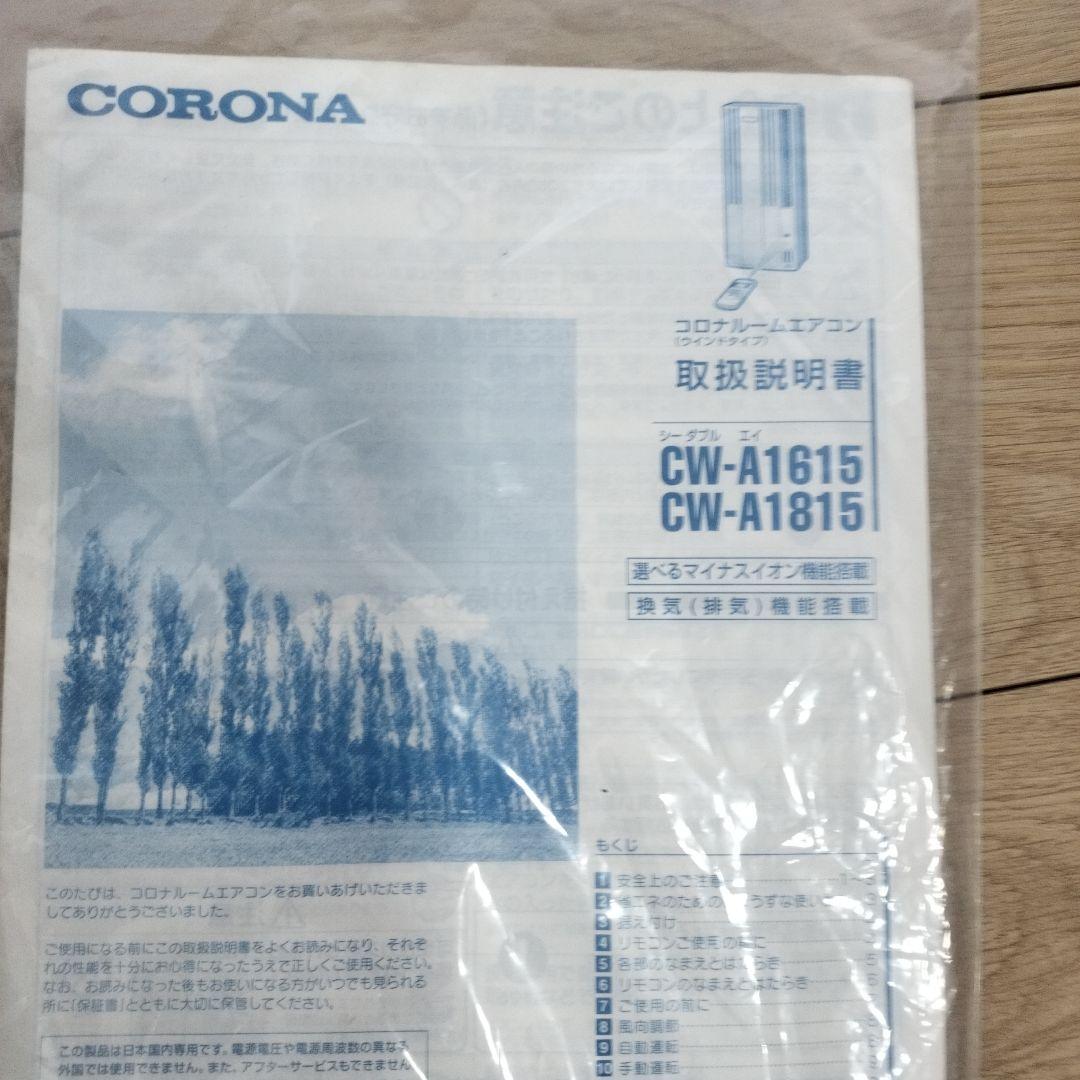 CORONA
コロナルームエアコン
(ウインドタイプ)
取扱説明書
シー ダブル エイ
CW-A1615
CW-A1815
選べるマイナスイオン機能搭載
換気(排気)機能搭載
このたびは、コロナルームエアコンをお買いあげいただきま
してありがとうございました。
ご使用になる前にこの取扱説明書をよくお読みになり、それぞ
れの性能を十分にお心得になったうえで正しくご使用ください。
なお、お読みになった後もお使いになる方がいつでも見られる
所に「保証書」とともに大切に保管してください。
この製品は日本国内専用です。電源電圧や電源周波数の異なる
外国では使用できません。また、アフターサービスもできません
もくじ
1 安全上のご注意
2 省エネのための
3 据え付け
4 リモコンご使用の前に
5 各部のなまえとはたらき
6 リモコンのなまえとはたらき
7 ご使用の前に
8 風向調節
9 自動運転
10 手動運転